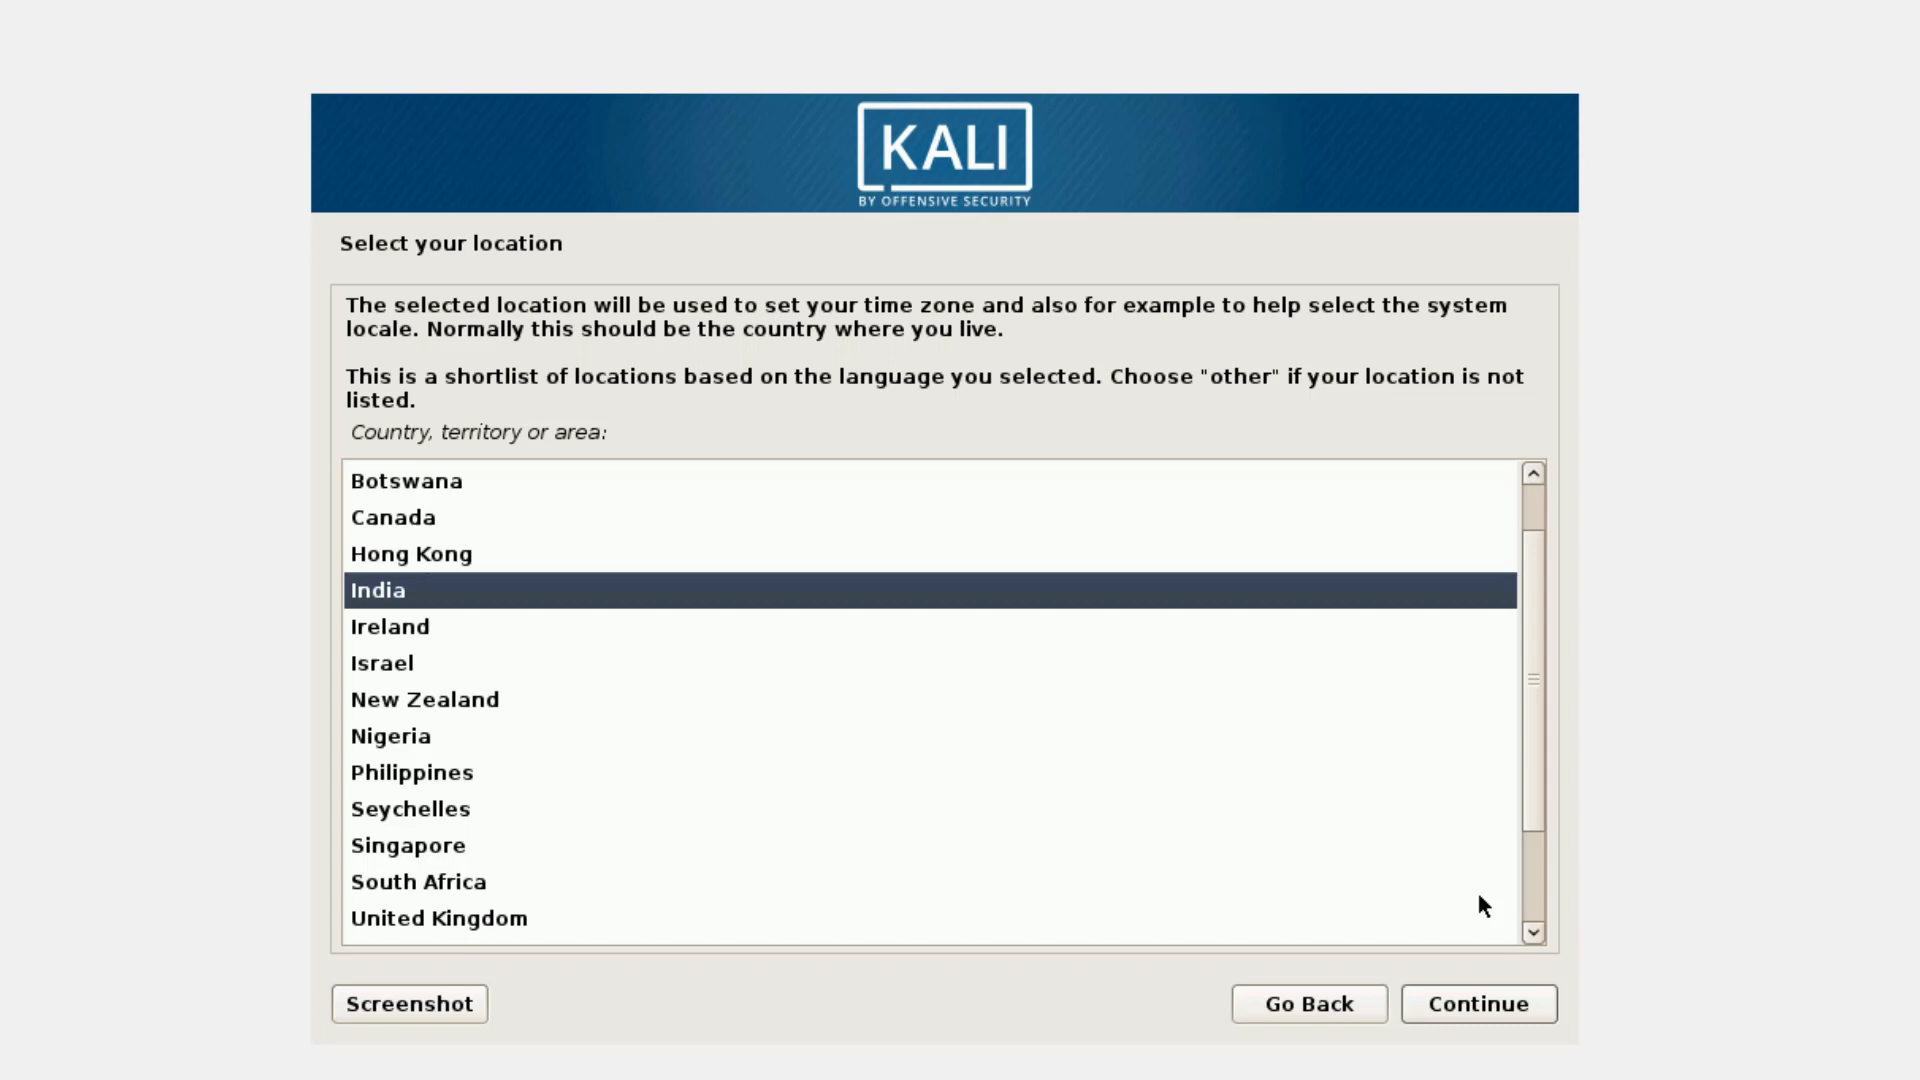 KALI
BY OFFENSIVE SECURITY
Select your location
The selected location will be used to set your time zone and also for example to help select the system
locale. Normally this should be the country where you live.
This is a shortlist of locations based on the language you selected. Choose "other" if your location is not
listed.
Country, territory or area:
Botswana
Canada
Hong Kong
India
Ireland
Israel
New Zealand
Nigeria
Philippines
Seychelles
Singapore
South Africa
United Kingdom
Screenshot
Go Back
Continue